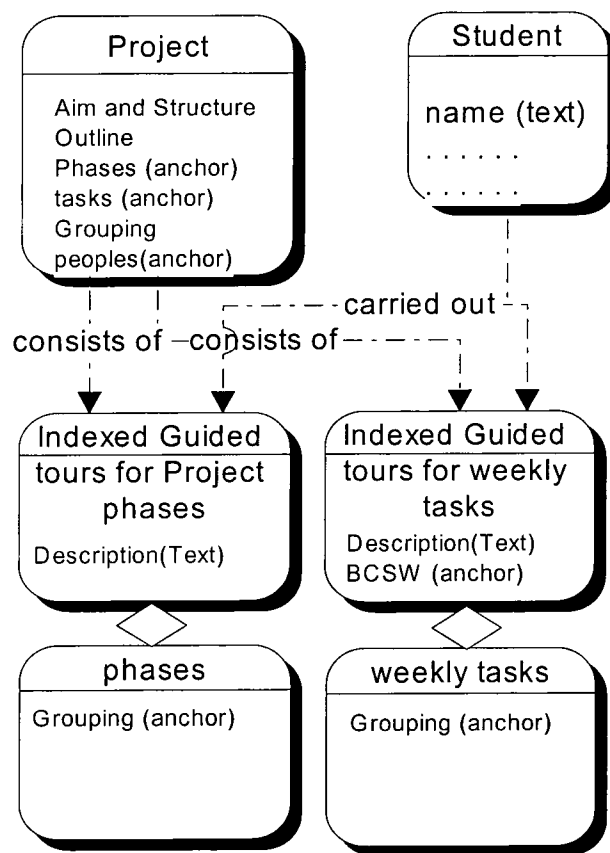 Project
Aim and Structure
Outline
Phases (anchor)
tasks (anchor)
Grouping
peoples(anchor)
Student
name (text)
. . . . . .
. . . . . .
carried out
consists of
consists of
Indexed Guided
tours for Project
phases
Description(Text)
Indexed Guided
tours for weekly
tasks
Description(Text)
BCSW (anchor)
phases
Grouping (anchor)
weekly tasks
Grouping (anchor)